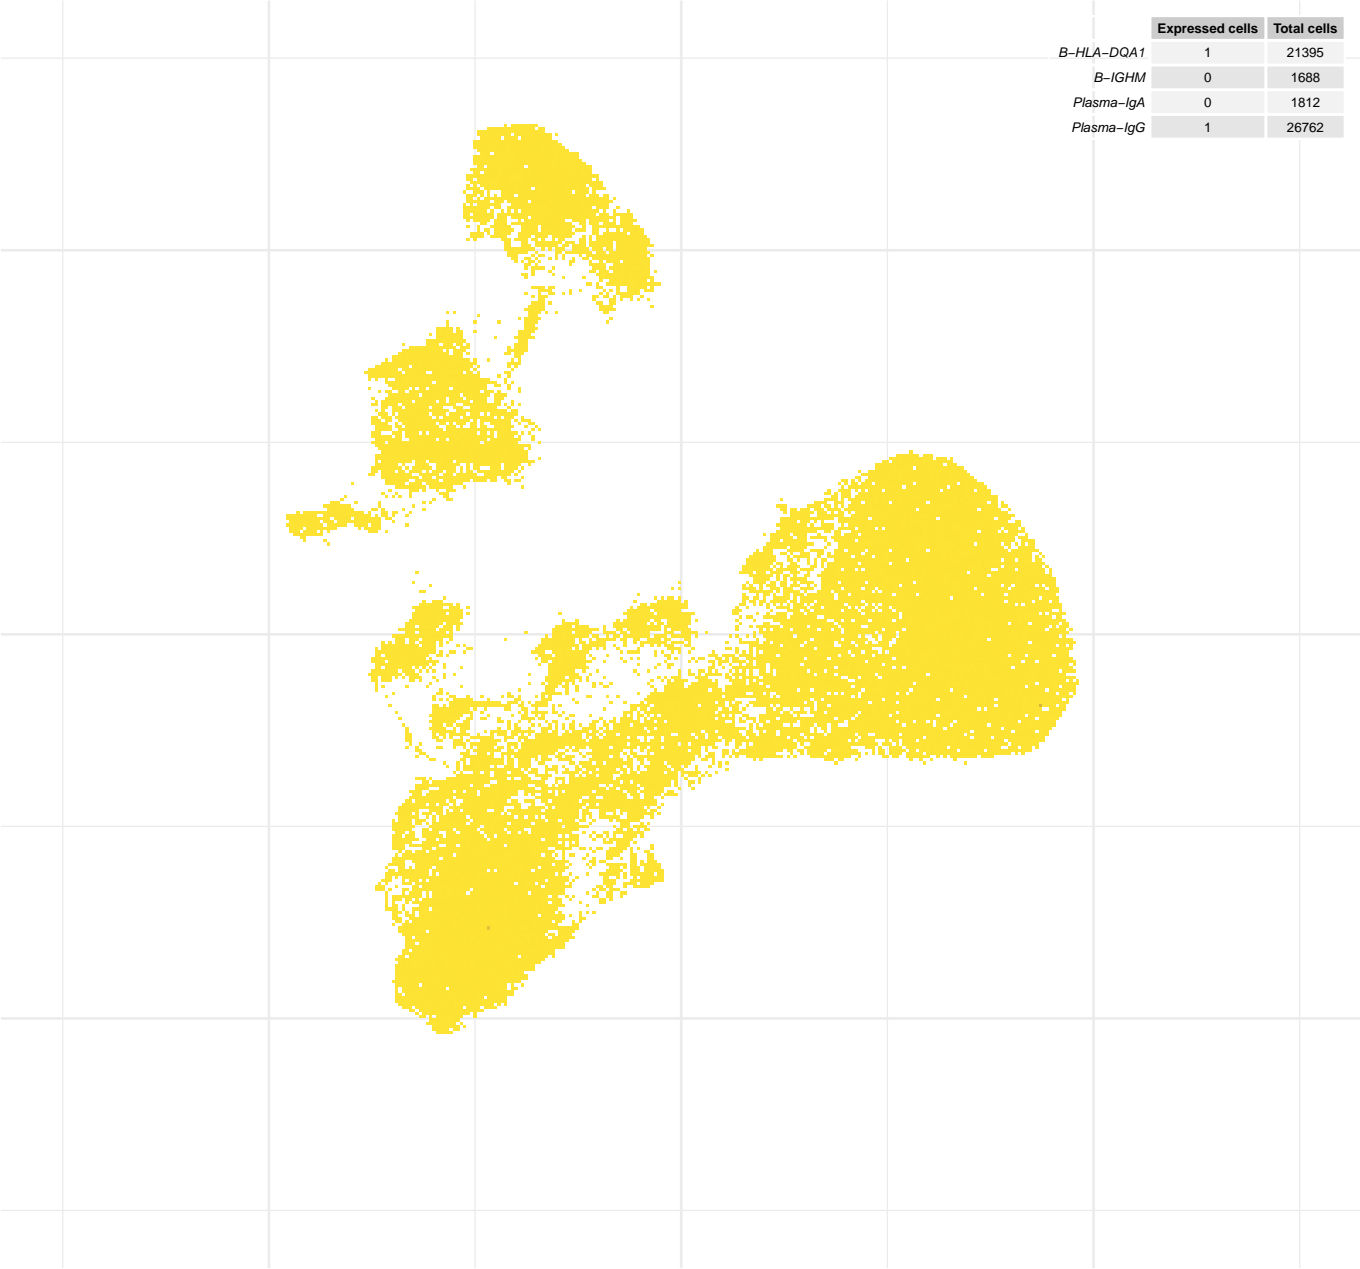 Expressed cells Total cells
B−HLA−DQA1 1 21395
B−IGHM 0 1688
Plasma−IgA 0 1812
Plasma−IgG 1 26762